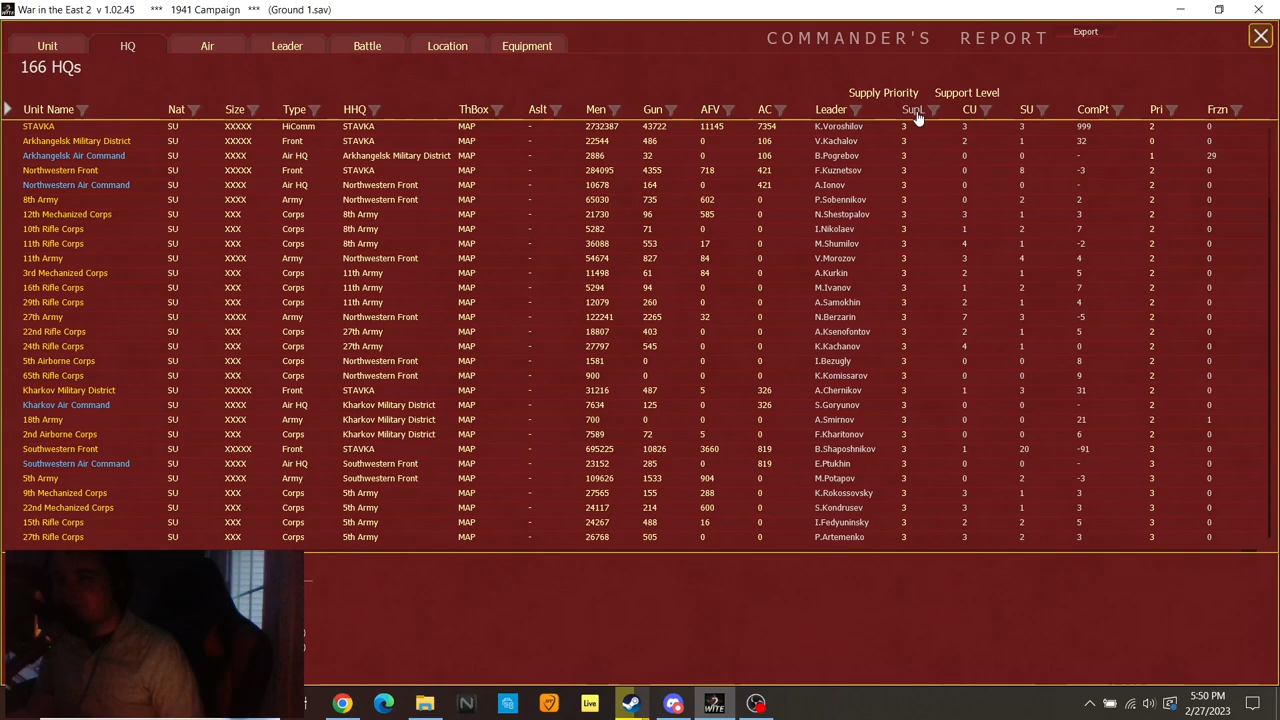 War in the East 2 v 1.02.45 *** 1941 Campaign *** (Ground 1.sav)
Unit HQ Air Leader Battle Location Equipment COMMANDER'S REPORT Export
166 HQs
Supply Priority Support Level
Unit Name Nat Size Type HHQ ThBox Aslt Men Gun AFV AC Leader SupL CU SU ComPt Pri Frzn
STAVKA SU XXXXX HiComm STAVKA MAP - 2732387 43722 11145 7354 K.Voroshilov 3 3 3 999 2 0
Arkhangelsk Military District SU XXXXX Front STAVKA MAP - 22544 486 0 106 V.Kachalov 3 2 1 32 2 0
Arkhangelsk Air Command SU XXXX Air HQ Arkhangelsk Military District MAP - 2886 32 0 106 B.Pogrebov 3 0 0 - 1 29
Northwestern Front SU XXXXX Front STAVKA MAP - 284095 4355 718 421 F.Kuznetsov 3 0 8 -3 2 0
Northwestern Air Command SU XXXX Air HQ Northwestern Front MAP - 10678 164 0 421 A.Ionov 3 0 0 - 2 0
8th Army SU XXXX Army Northwestern Front MAP - 65030 735 602 0 P.Sobennikov 3 0 2 2 2 0
12th Mechanized Corps SU XXX Corps 8th Army MAP - 21730 96 585 0 N.Shestopalov 3 3 1 3 2 0
10th Rifle Corps SU XXX Corps 8th Army MAP - 5282 71 0 0 I.Nikolaev 3 1 2 7 2 0
11th Rifle Corps SU XXX Corps 8th Army MAP - 36088 553 17 0 M.Shumilov 3 4 1 -2 2 0
11th Army SU XXXX Army Northwestern Front MAP - 54674 827 84 0 V.Morozov 3 3 4 4 2 0
3rd Mechanized Corps SU XXX Corps 11th Army MAP - 11498 61 84 0 A.Kurkin 3 2 1 5 2 0
16th Rifle Corps SU XXX Corps 11th Army MAP - 5294 94 0 0 M.Ivanov 3 1 2 7 2 0
29th Rifle Corps SU XXX Corps 11th Army MAP - 12079 260 0 0 A.Samokhin 3 2 1 4 2 0
27th Army SU XXXX Army Northwestern Front MAP - 122241 2265 32 0 N.Berzarin 3 7 3 -5 2 0
22nd Rifle Corps SU XXX Corps 27th Army MAP - 18807 403 0 0 A.Ksenofontov 3 2 1 5 2 0
24th Rifle Corps SU XXX Corps 27th Army MAP - 27797 545 0 0 K.Kachanov 3 4 1 0 2 0
5th Airborne Corps SU XXX Corps Northwestern Front MAP - 1581 0 0 0 I.Bezugly 3 0 0 8 2 0
65th Rifle Corps SU XXX Corps Northwestern Front MAP - 900 0 0 0 K.Komissarov 3 0 0 9 2 0
Kharkov Military District SU XXXXX Front STAVKA MAP - 31216 487 5 326 A.Chernikov 3 1 3 31 2 0
Kharkov Air Command SU XXXX Air HQ Kharkov Military District MAP - 7634 125 0 326 S.Goryunov 3 0 0 - 2 0
18th Army SU XXXX Army Kharkov Military District MAP - 700 0 0 0 A.Smirnov 3 0 0 21 2 1
2nd Airborne Corps SU XXX Corps Kharkov Military District MAP - 7589 72 5 0 F.Kharitonov 3 0 0 6 2 0
Southwestern Front SU XXXXX Front STAVKA MAP - 695225 10826 3660 819 B.Shaposhnikov 3 1 20 -91 3 0
Southwestern Air Command SU XXXX Air HQ Southwestern Front MAP - 23152 285 0 819 E.Ptukhin 3 0 0 - 3 0
5th Army SU XXXX Army Southwestern Front MAP - 109626 1533 904 0 M.Potapov 3 0 2 -3 3 0
9th Mechanized Corps SU XXX Corps 5th Army MAP - 27565 155 288 0 K.Rokossovsky 3 3 1 3 3 0
22nd Mechanized Corps SU XXX Corps 5th Army MAP - 24117 214 600 0 S.Kondrusev 3 3 1 3 3 0
15th Rifle Corps SU XXX Corps 5th Army MAP - 24267 488 16 0 I.Fedyuninsky 3 2 2 5 3 0
27th Rifle Corps SU XXX Corps 5th Army MAP - 26768 505 0 0 P.Artemenko 3 3 2 3 3 0
Live
WITE
5:50 PM
2/27/2023